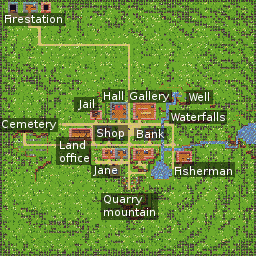 Firestation
Hall Gallery Well
Jail
Waterfalls
Cemetery
Shop Bank
Land
office
Jane
Fisherman
Quarry
mountain